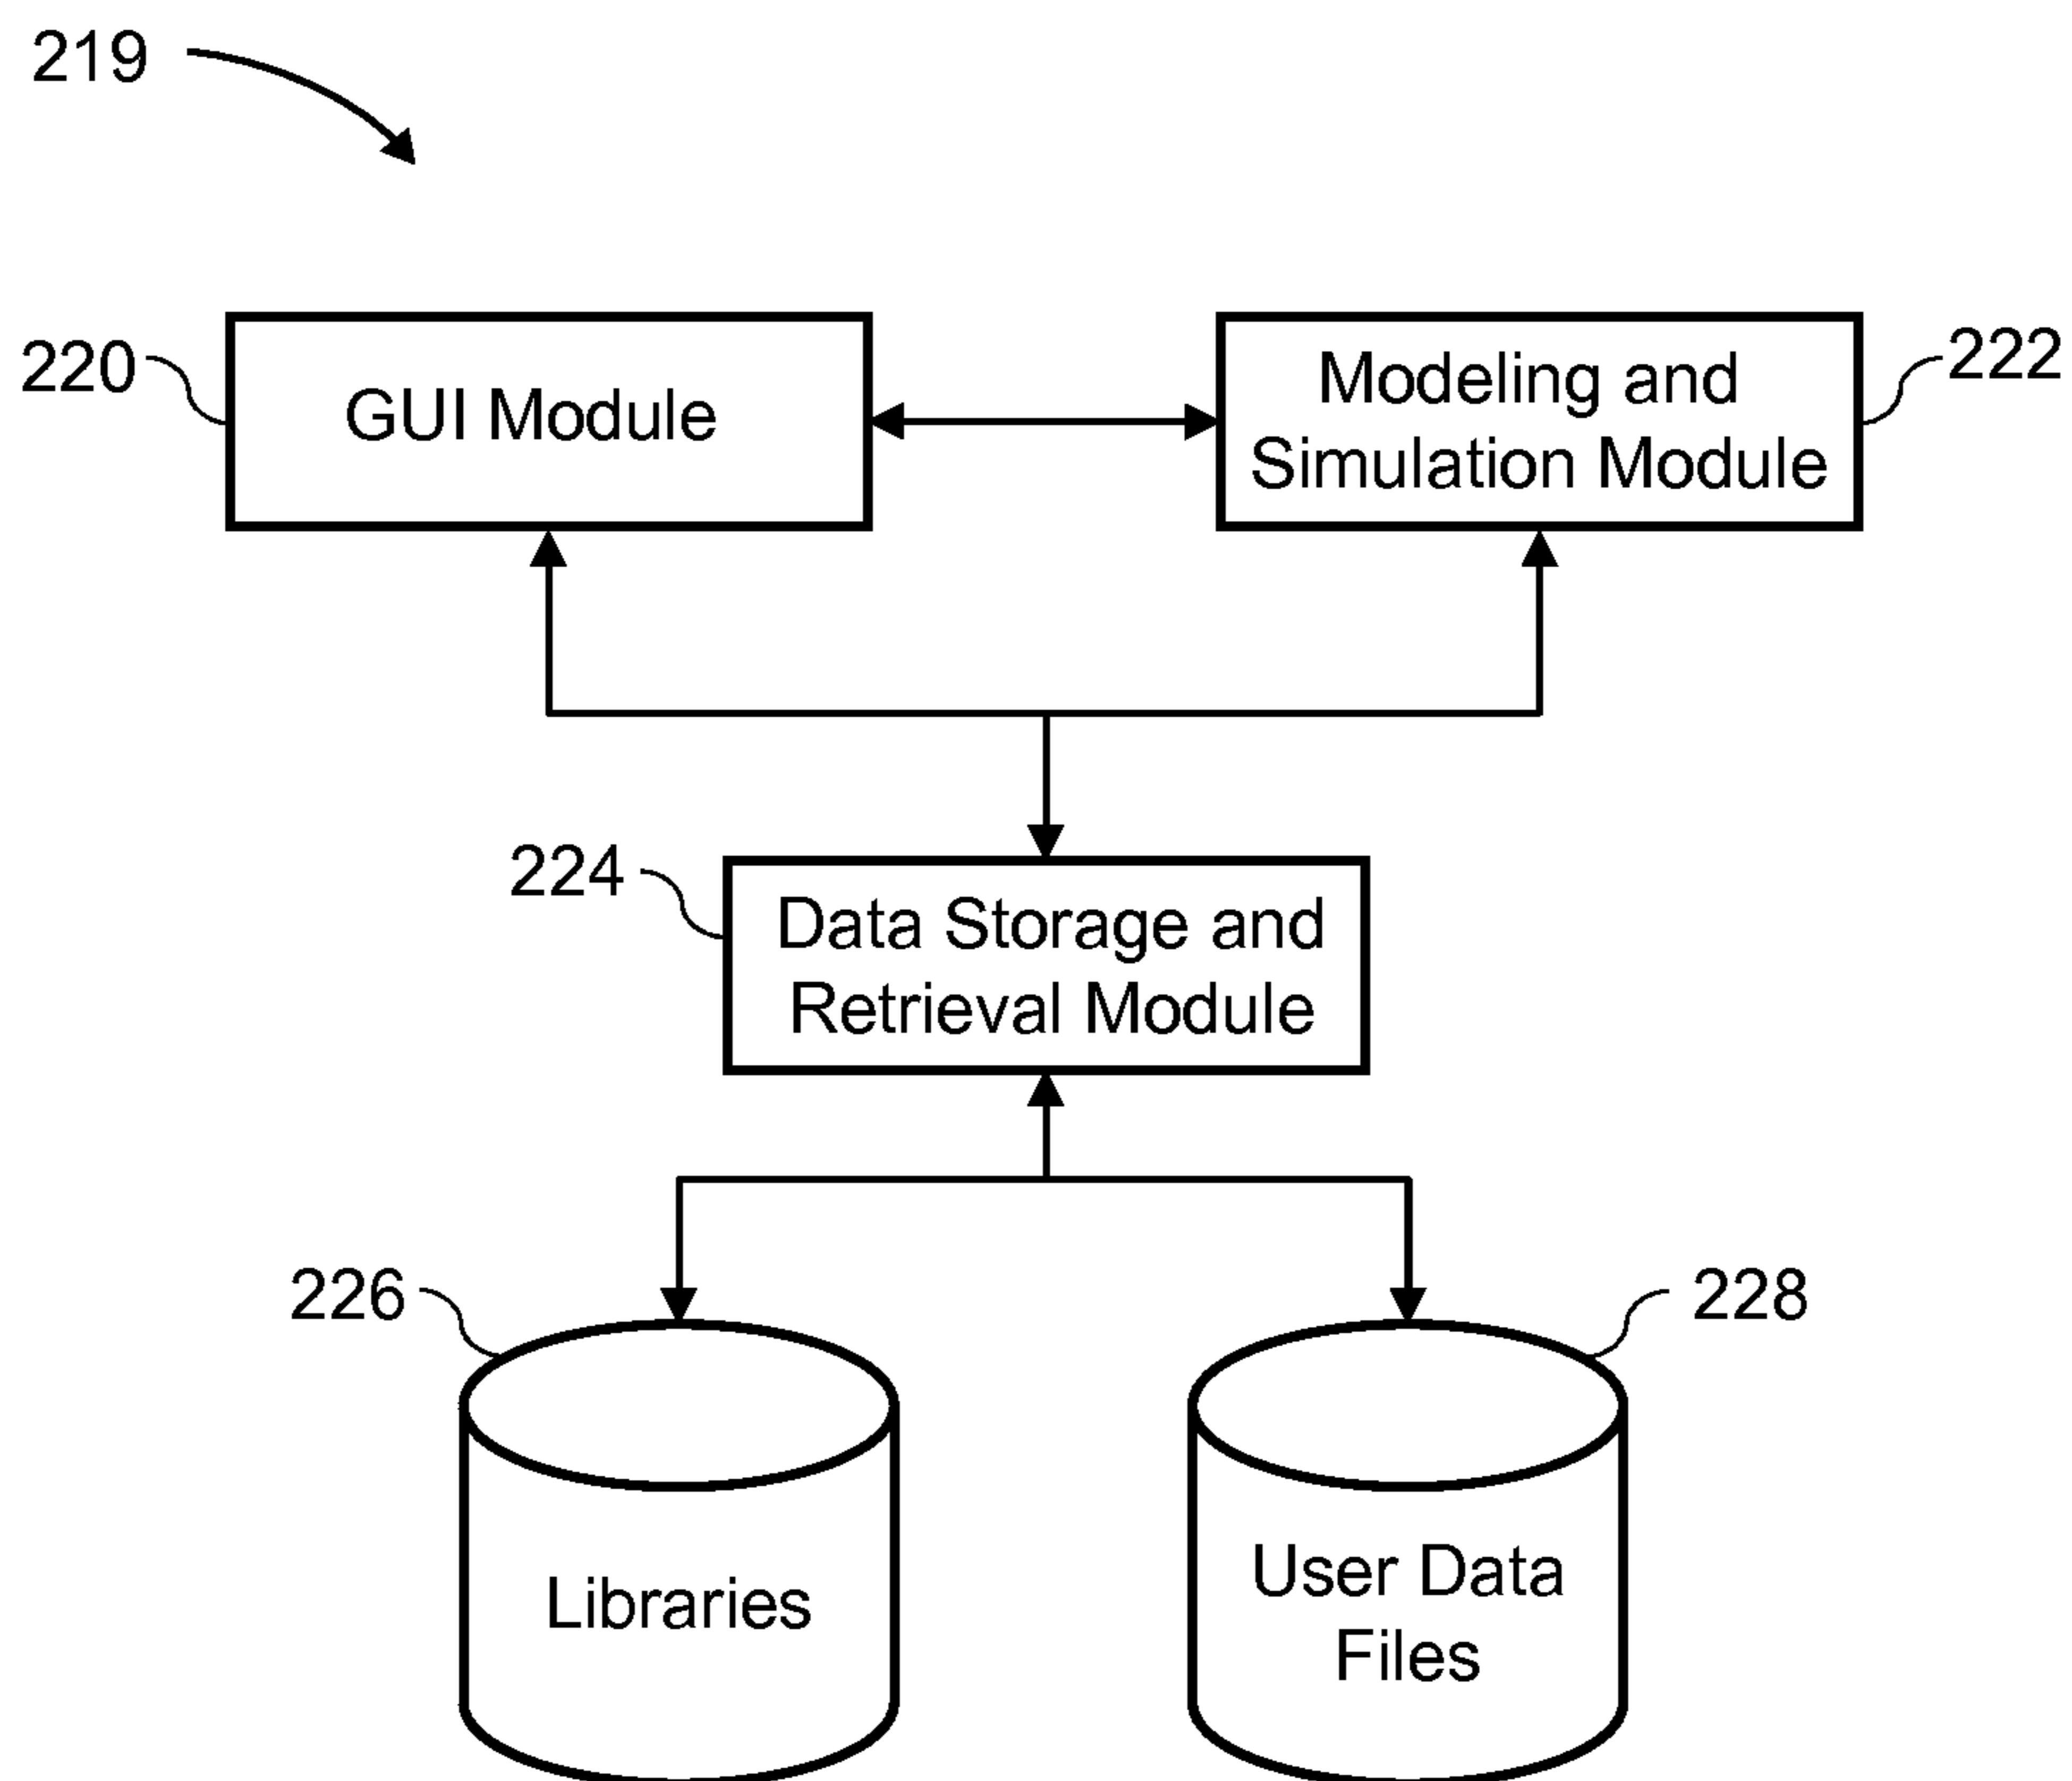 219
220
GUI Module
Modeling and
Simulation Module
222
224
Data Storage and
Retrieval Module
226
Libraries
228
User Data
Files